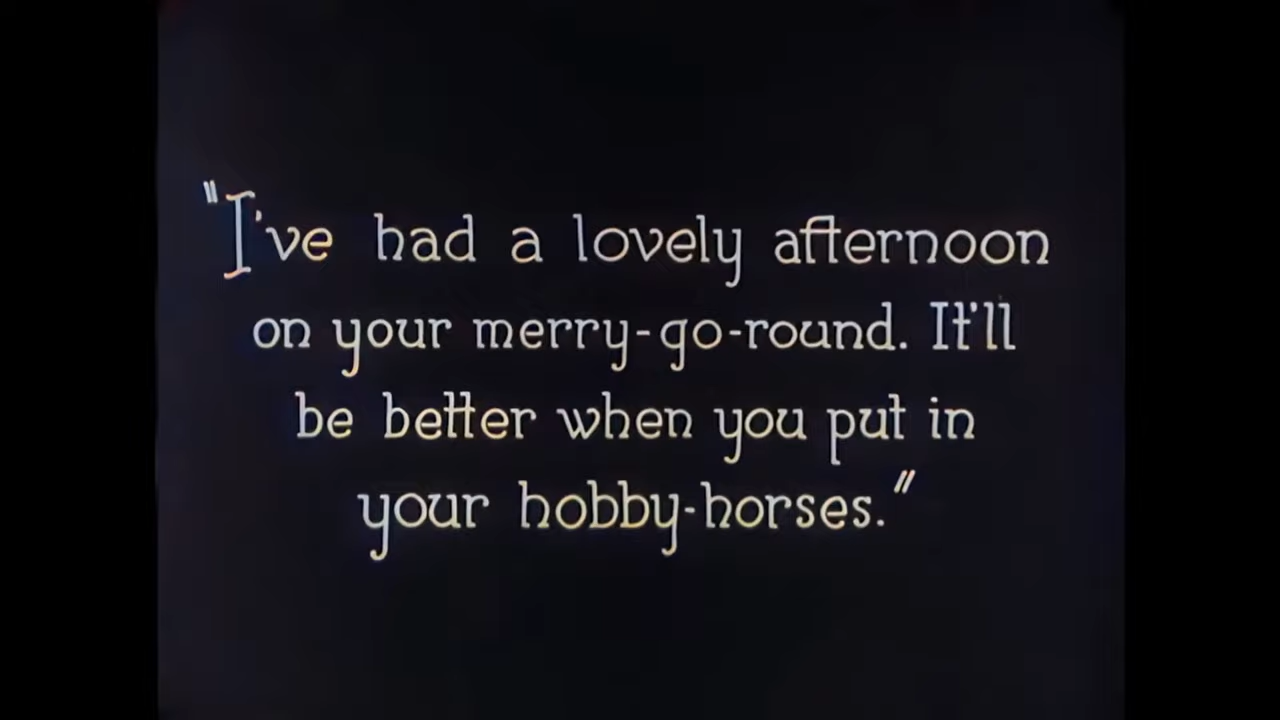 "I've had a lovely afternoon
on your merry-go-round. It'll
be better when you put in
your hobby-horses."